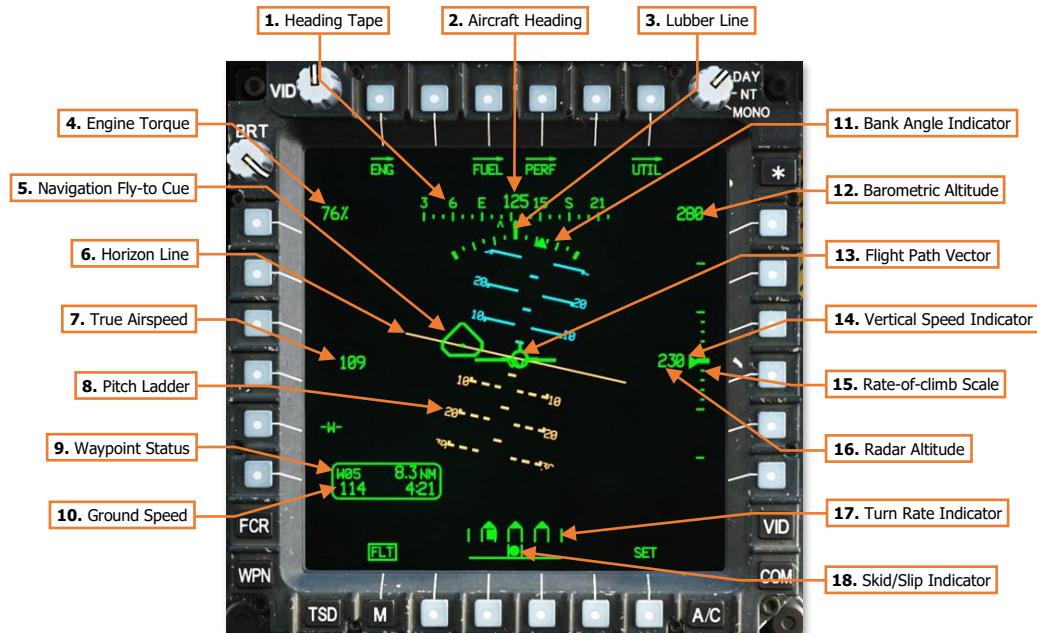 1. Heading Tape
2. Aircraft Heading
3. Lubber Line
VID
DAY
NT
MONO
4. Engine Torque
BRT
11. Bank Angle Indicator
ENG
FUEL
PERF
UTIL
*
5. Navigation Fly-to Cue
76%
3 6 E 125 15 S 21
280
12. Barometric Altitude
6. Horizon Line
13. Flight Path Vector
20
20
10
10
7. True Airspeed
14. Vertical Speed Indicator
109
230
8. Pitch Ladder
15. Rate-of-climb Scale
10
10
20
20
-W-
16. Radar Altitude
9. Waypoint Status
W05 8.3 NM
114 4:21
10. Ground Speed
17. Turn Rate Indicator
FCR
VID
FLT
SET
WPN
COM
18. Skid/Slip Indicator
TSD
M
A/C